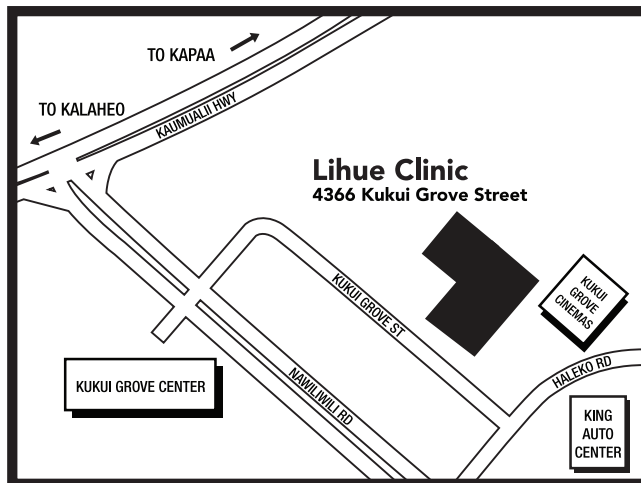 TO KAPAA
TO KALAHEO
KAUMUALII HWY
Lihue Clinic
4366 Kukui Grove Street
KUKUI
GROVE
CINEMAS
KUKUI GROVE ST
HALEKO RD
KUKUI GROVE CENTER
NAWILIWILI RD
KING
AUTO
CENTER